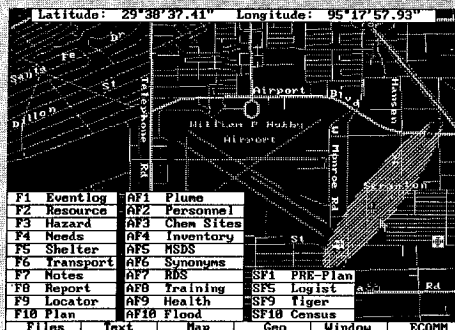 Latitude: 29°38'37.41" Longitude: 95°17'57.93"
Dr
Fe
Santa
St
Dillon
Telephone Rd
Airport Blvd
Hansen
William P Hobby
Airport
W Monroe Rd
Scranton
St
St
Rd
F1 Eventlog AF1 Plume
F2 Resource AF2 Personnel
F3 Hazard AF3 Chem Sites
F4 Needs AF4 Inventory
F5 Shelter AF5 MSDS
F6 Transport AF6 Synonyms
F7 Notes AF7 RDS SF1 PRE-Plan
F8 Report AF8 Training SF5 Logist
F9 Locator AF9 Health SF9 Tiger
F10 Plan AF10 Flood SF10 Census
Files Text Map Geo Window ECOMM